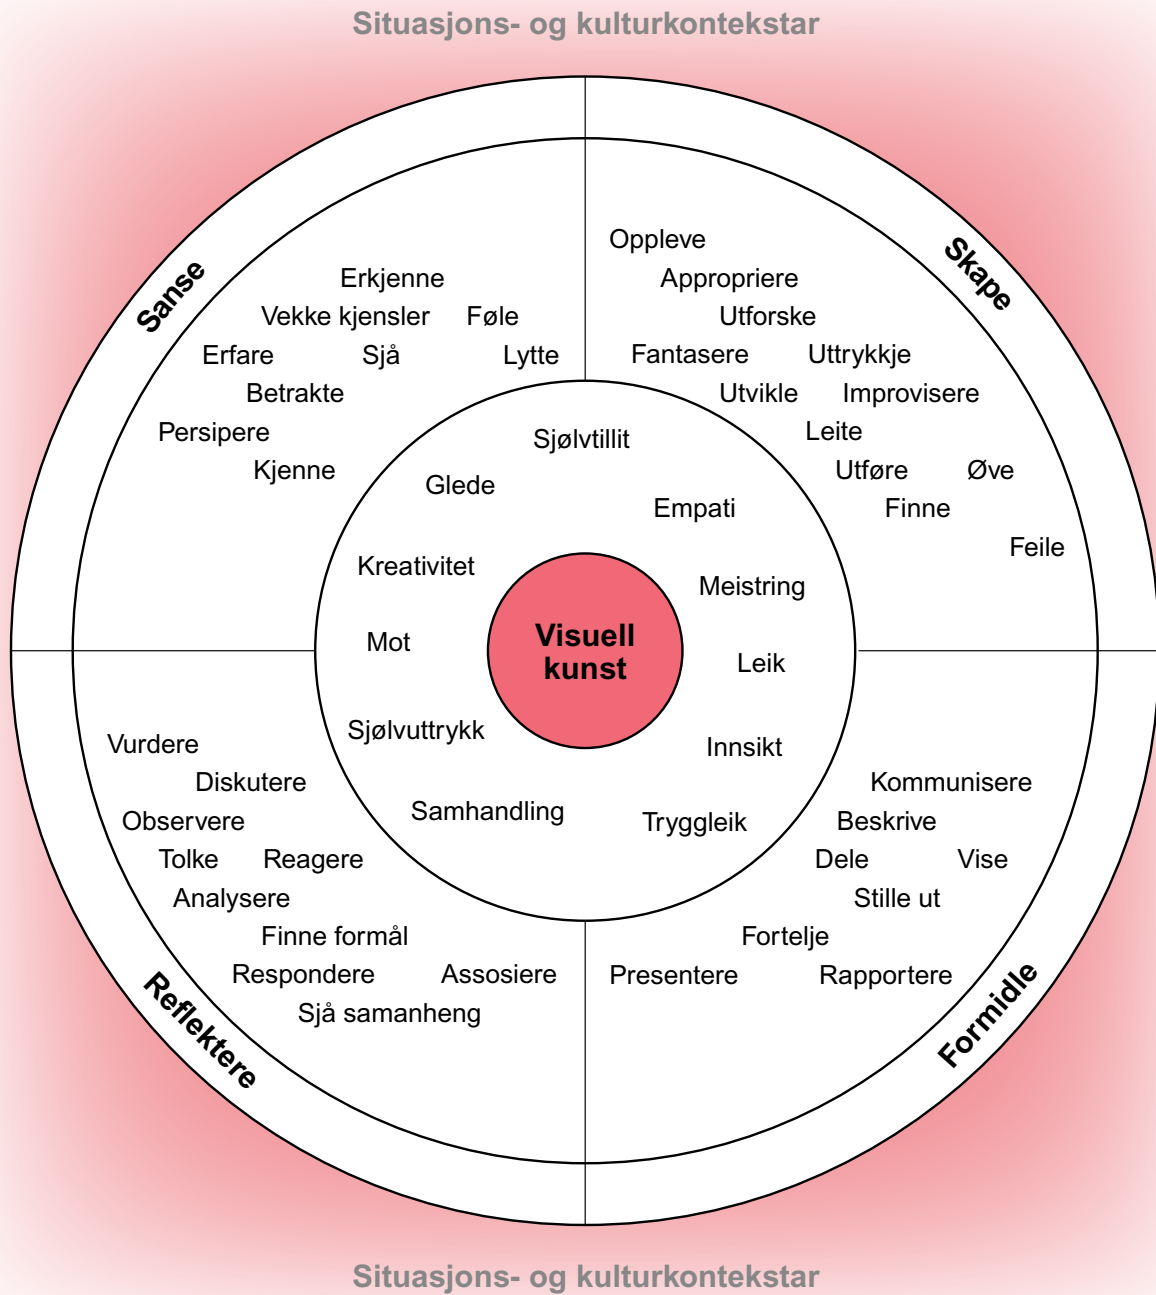 Situasjons- og kulturkontekstar
Sanse
Erkjenne
Vekke kjensler
Føle
Erfare
Sjå
Lytte
Betrakte
Persipere
Kjenne
Skape
Oppleve
Appropriere
Utforske
Fantasere
Uttrykkje
Utvikle
Improvisere
Leite
Utføre
Øve
Finne
Feile
Sjølvtillit
Glede
Empati
Kreativitet
Meistring
Mot
Visuell
kunst
Leik
Sjølvuttrykk
Innsikt
Samhandling
Tryggleik
Reflektere
Vurdere
Diskutere
Observere
Tolke
Reagere
Analysere
Finne formål
Respondere
Assosiere
Sjå samanheng
Formidle
Kommunisere
Beskrive
Dele
Vise
Stille ut
Fortelje
Presentere
Rapportere
Situasjons- og kulturkontekstar